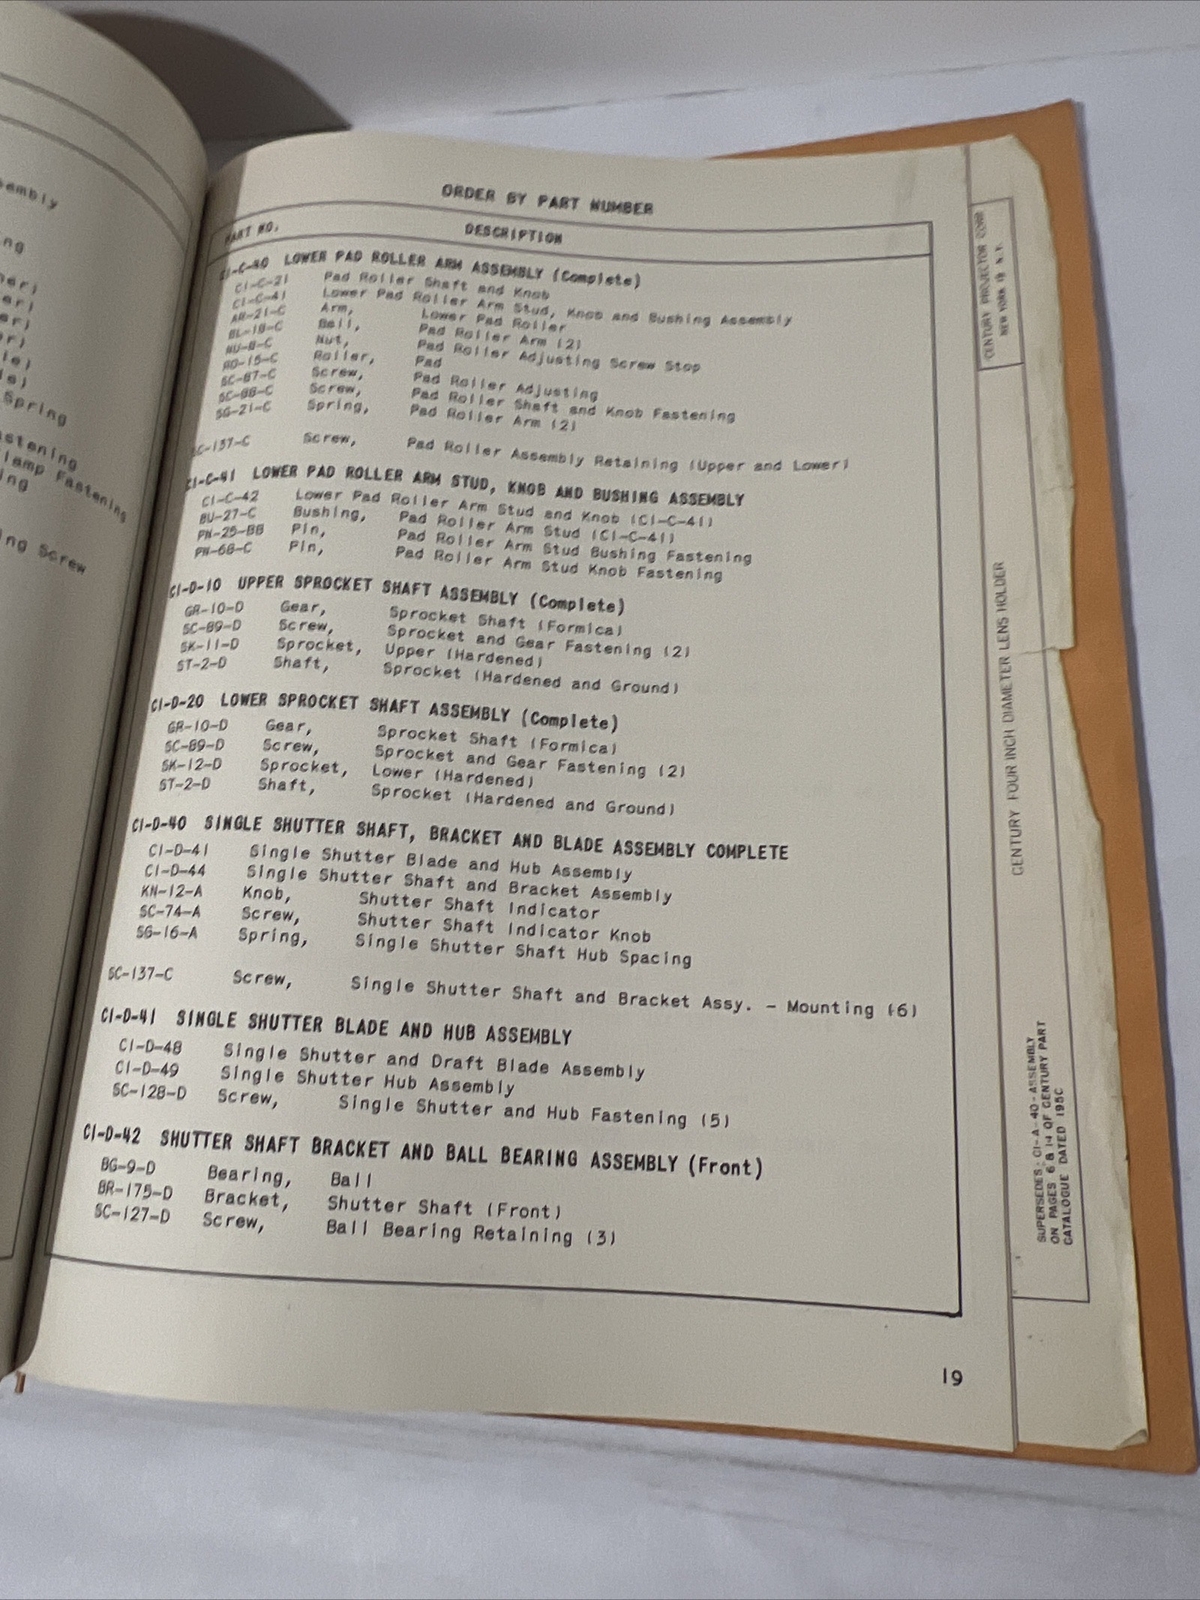 embly
ng
er)
er)
ar)
r)
le)
s)
Spring
stening
lamp Fastening
ing
ng Screw
ORDER BY PART NUMBER
PART NO. DESCRIPTION
CI-C-40 LOWER PAD ROLLER ARM ASSEMBLY (Complete)
CI-C-21 Pad Roller Shaft and Knob
CI-C-41 Lower Pad Roller Arm Stud, Knob and Bushing Assembly
AR-21-C Arm, Lower Pad Roller
BL-18-C Ball, Pad Roller Arm (2)
NU-8-C Nut, Pad Roller Adjusting Screw Stop
RO-15-C Roller, Pad
SC-87-C Screw, Pad Roller Adjusting
SC-88-C Screw, Pad Roller Shaft and Knob Fastening
SG-21-C Spring, Pad Roller Arm (2)
SC-137-C Screw, Pad Roller Assembly Retaining (Upper and Lower)
CI-C-41 LOWER PAD ROLLER ARM STUD, KNOB AND BUSHING ASSEMBLY
CI-C-42 Lower Pad Roller Arm Stud and Knob (CI-C-41)
BU-27-C Bushing, Pad Roller Arm Stud (CI-C-41)
PN-25-BB Pin, Pad Roller Arm Stud Bushing Fastening
PN-68-C Pin, Pad Roller Arm Stud Knob Fastening
CI-D-10 UPPER SPROCKET SHAFT ASSEMBLY (Complete)
GR-10-D Gear, Sprocket Shaft (Formica)
SC-89-D Screw, Sprocket and Gear Fastening (2)
SK-11-D Sprocket, Upper (Hardened)
ST-2-D Shaft, Sprocket (Hardened and Ground)
CI-D-20 LOWER SPROCKET SHAFT ASSEMBLY (Complete)
GR-10-D Gear, Sprocket Shaft (Formica)
SC-89-D Screw, Sprocket and Gear Fastening (2)
SK-12-D Sprocket, Lower (Hardened)
ST-2-D Shaft, Sprocket (Hardened and Ground)
CI-D-40 SINGLE SHUTTER SHAFT, BRACKET AND BLADE ASSEMBLY COMPLETE
CI-D-41 Single Shutter Blade and Hub Assembly
CI-D-44 Single Shutter Shaft and Bracket Assembly
KN-12-A Knob, Shutter Shaft Indicator
SC-74-A Screw, Shutter Shaft Indicator Knob
SG-16-A Spring, Single Shutter Shaft Hub Spacing
SC-137-C Screw, Single Shutter Shaft and Bracket Assy. - Mounting (6)
CI-D-41 SINGLE SHUTTER BLADE AND HUB ASSEMBLY
CI-D-48 Single Shutter and Draft Blade Assembly
CI-D-49 Single Shutter Hub Assembly
SC-128-D Screw, Single Shutter and Hub Fastening (5)
CI-D-42 SHUTTER SHAFT BRACKET AND BALL BEARING ASSEMBLY (Front)
BG-9-D Bearing, Ball
BR-175-D Bracket, Shutter Shaft (Front)
SC-127-D Screw, Ball Bearing Retaining (3)
19
CENTURY PROJECTOR CORP
NEW YORK 19 N.Y.
CENTURY FOUR INCH DIAMETER LENS HOLDER
SUPERSEDES: CI-A-40-ASSEMBLY
ON PAGES 6 & 14 OF CENTURY PART
CATALOGUE DATED 195C